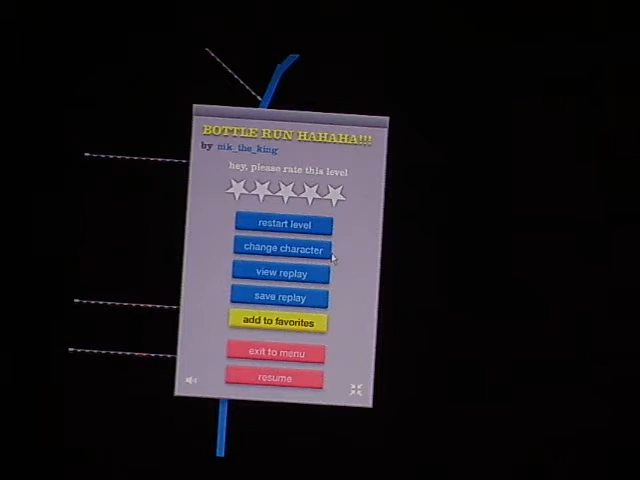 BOTTLE RUN HAHAHA!!!
by nik_the_king
hey, please rate this level
restart level
change character
view replay
save replay
add to favorites
exit to menu
resume